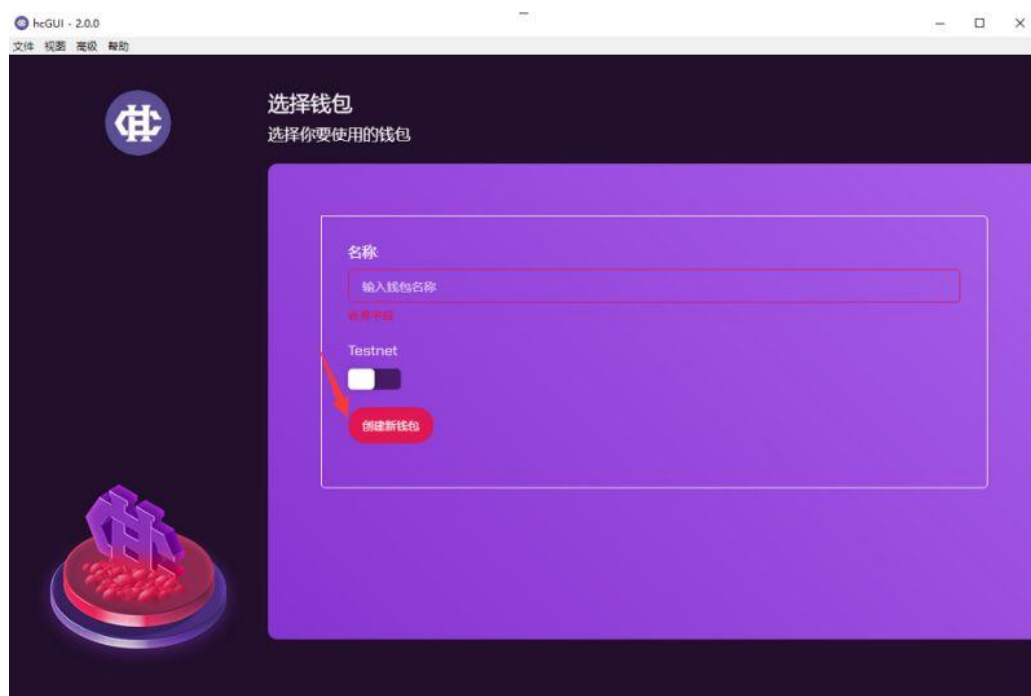 hcGUI - 2.0.0
文件 视图 高级 帮助
选择钱包
选择你要使用的钱包
名称
输入钱包名称
Testnet
创建新钱包